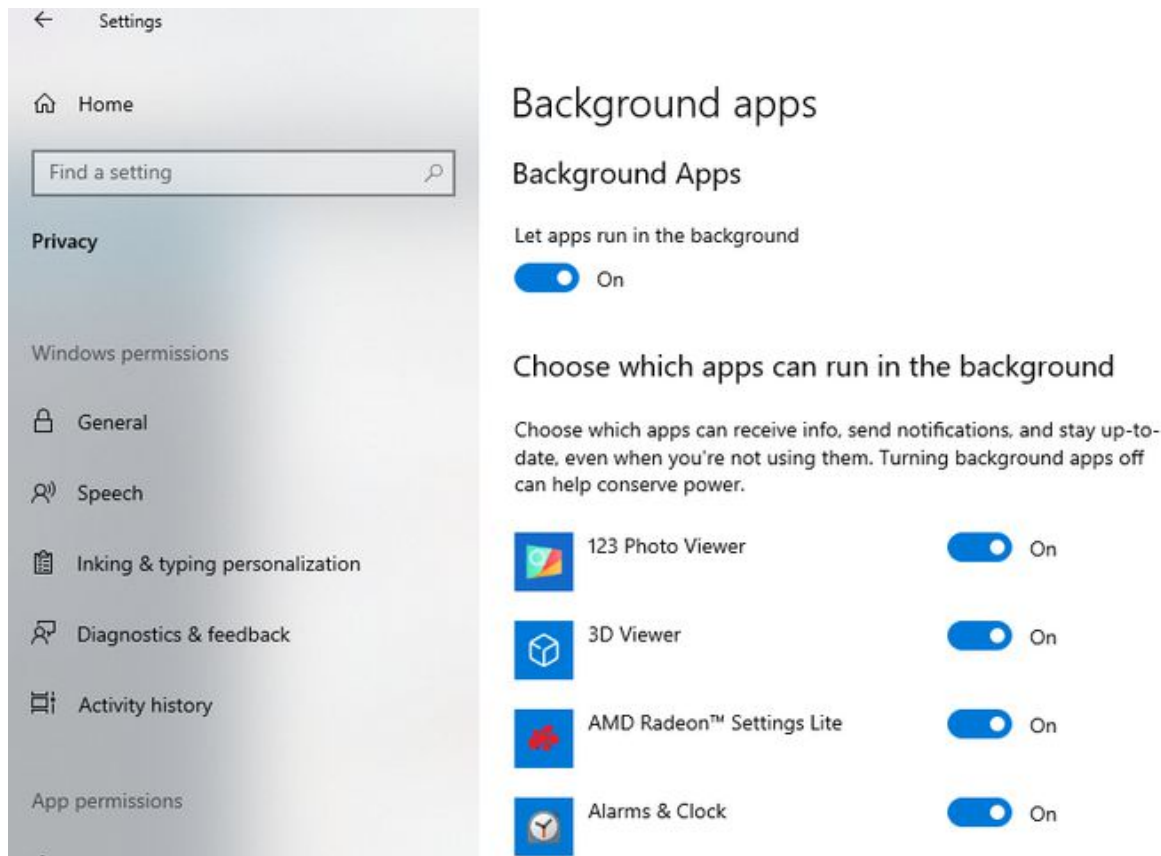 Settings
Home
Find a setting
Privacy
Windows permissions
General
Speech
Inking & typing personalization
Diagnostics & feedback
Activity history
App permissions
Background apps
Background Apps
Let apps run in the background
On
Choose which apps can run in the background
Choose which apps can receive info, send notifications, and stay up-to-
date, even when you're not using them. Turning background apps off
can help conserve power.
123 Photo Viewer On
3D Viewer On
AMD Radeon™ Settings Lite On
Alarms & Clock On